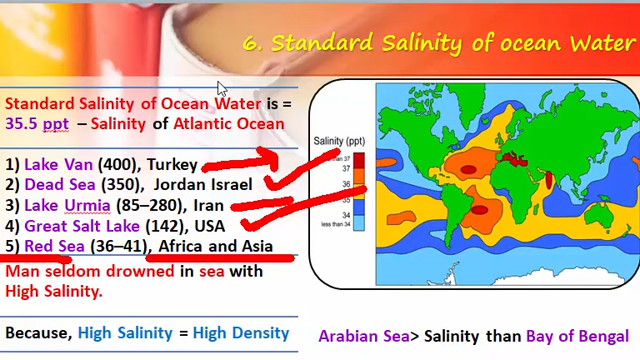 6. Standard Salinity of ocean Water
Standard Salinity of Ocean Water is =
35.5 ppt – Salinity of Atlantic Ocean
1) Lake Van (400), Turkey
2) Dead Sea (350), Jordan Israel
3) Lake Urmia (85–280), Iran
4) Great Salt Lake (142), USA
5) Red Sea (36–41), Africa and Asia
Man seldom drowned in sea with
High Salinity.
Because, High Salinity = High Density
Salinity (ppt)
than 37
37
36
35
34
less than 34
Arabian Sea> Salinity than Bay of Bengal